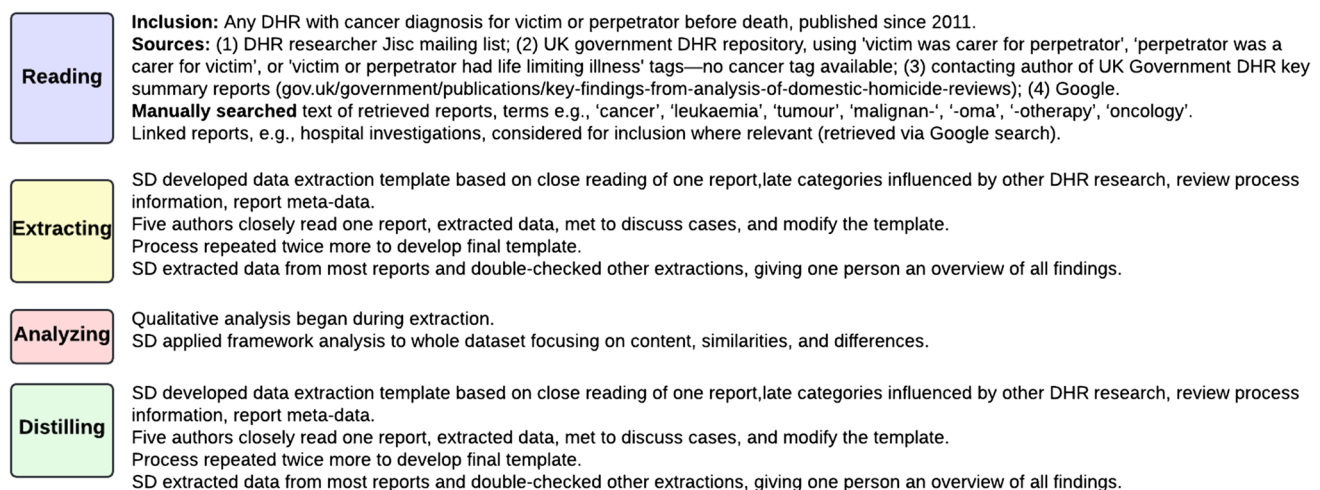 Reading
Inclusion: Any DHR with cancer diagnosis for victim or perpetrator before death, published since 2011.
Sources: (1) DHR researcher Jisc mailing list; (2) UK government DHR repository, using 'victim was carer for perpetrator', ‘perpetrator was a
carer for victim’, or 'victim or perpetrator had life limiting illness' tags—no cancer tag available; (3) contacting author of UK Government DHR key
summary reports (gov.uk/government/publications/key-findings-from-analysis-of-domestic-homicide-reviews); (4) Google.
Manually searched text of retrieved reports, terms e.g., ‘cancer’, ‘leukaemia’, ‘tumour’, ‘malignan-‘, ‘-oma’, ‘-otherapy’, ‘oncology’.
Linked reports, e.g., hospital investigations, considered for inclusion where relevant (retrieved via Google search).
Extracting
SD developed data extraction template based on close reading of one report,late categories influenced by other DHR research, review process
information, report meta-data.
Five authors closely read one report, extracted data, met to discuss cases, and modify the template.
Process repeated twice more to develop final template.
SD extracted data from most reports and double-checked other extractions, giving one person an overview of all findings.
Analyzing
Qualitative analysis began during extraction.
SD applied framework analysis to whole dataset focusing on content, similarities, and differences.
Distilling
SD developed data extraction template based on close reading of one report,late categories influenced by other DHR research, review process
information, report meta-data.
Five authors closely read one report, extracted data, met to discuss cases, and modify the template.
Process repeated twice more to develop final template.
SD extracted data from most reports and double-checked other extractions, giving one person an overview of all findings.